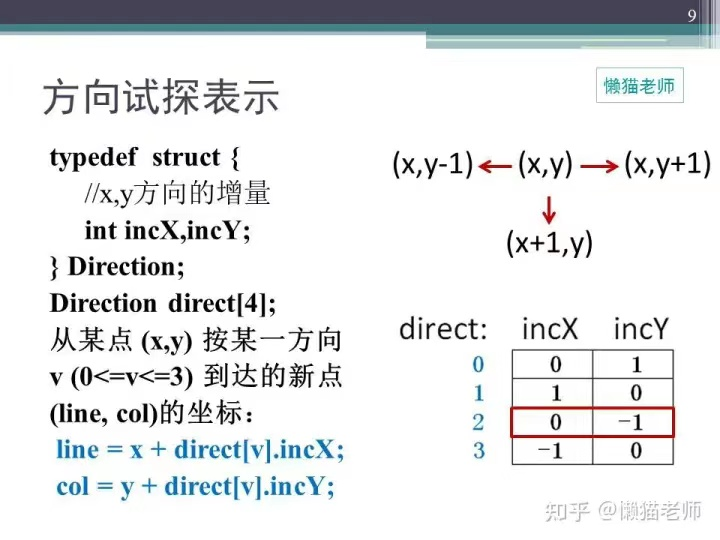 9
方向试探表示
懒猫老师
typedef struct {
//x,y方向的增量
int incX,incY;
} Direction;
Direction direct[4];
从某点 (x,y) 按某一方向
v (0<=v<=3) 到达的新点
(line, col)的坐标：
line = x + direct[v].incX;
col = y + direct[v].incY;
(x,y-1) (x,y) (x,y+1)
(x+1,y)
direct: incX incY
0 0 1
1 1 0
2 0 -1
3 -1 0
知乎 @懒猫老师